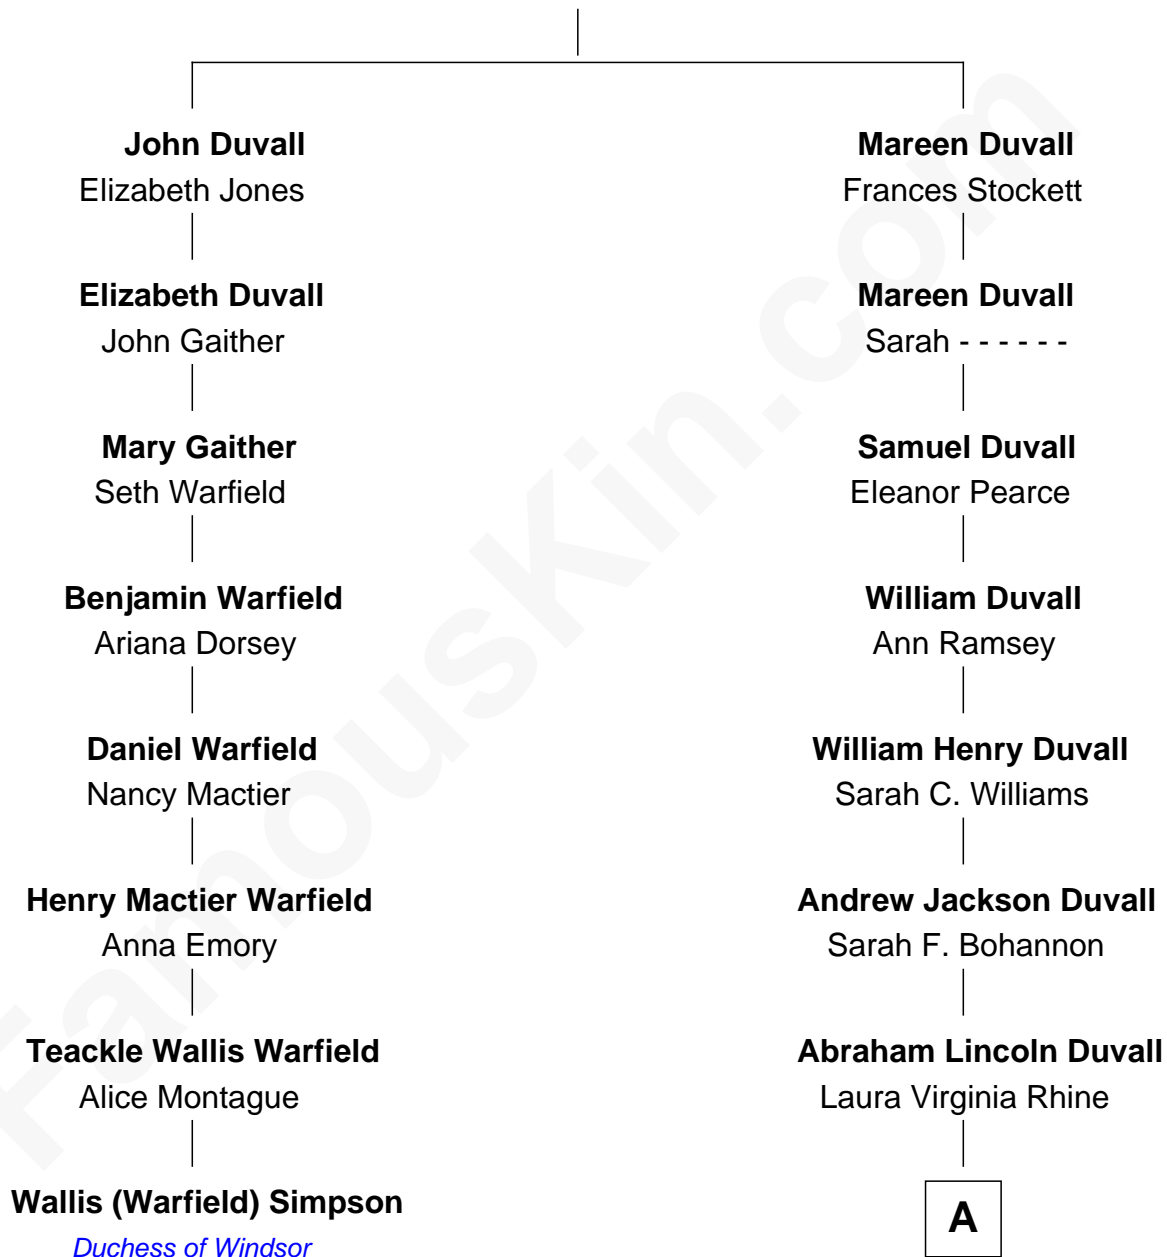 John Duvall
Elizabeth Jones
Elizabeth Duvall
John Gaither
Mary Gaither
Seth Warfield
Benjamin Warfield
Ariana Dorsey
Daniel Warfield
Nancy Mactier
Henry Mactier Warfield
Anna Emory
Teackle Wallis Warfield
Alice Montague
Wallis (Warfield) Simpson
Duchess of Windsor
Mareen Duvall
Frances Stockett
Mareen Duvall
Sarah - - - - - -
Samuel Duvall
Eleanor Pearce
William Duvall
Ann Ramsey
William Henry Duvall
Sarah C. Williams
Andrew Jackson Duvall
Sarah F. Bohannon
Abraham Lincoln Duvall
Laura Virginia Rhine
A
FamousKin.com